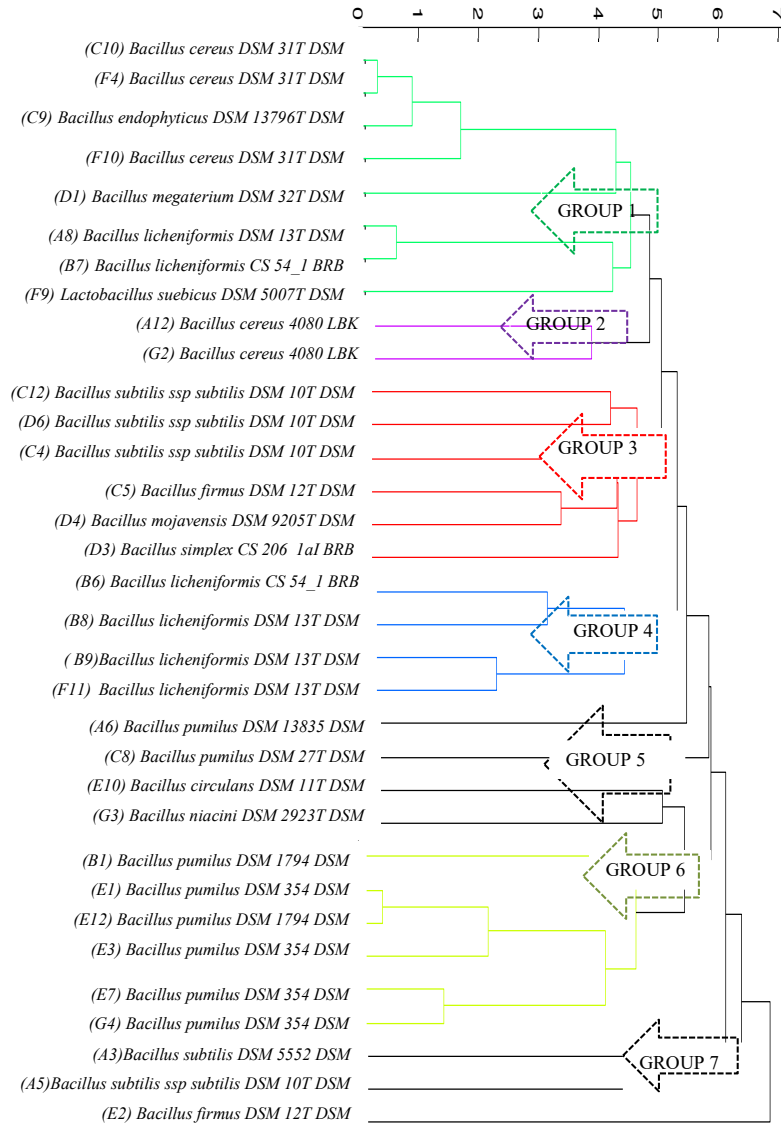 0 1 2 3 4 5 6 7
(C10) Bacillus cereus DSM 31T DSM
(F4) Bacillus cereus DSM 31T DSM
(C9) Bacillus endophyticus DSM 13796T DSM
(F10) Bacillus cereus DSM 31T DSM
(D1) Bacillus megaterium DSM 32T DSM
GROUP 1
(A8) Bacillus licheniformis DSM 13T DSM
(B7) Bacillus licheniformis CS 54_1 BRB
(F9) Lactobacillus suebicus DSM 5007T DSM
(A12) Bacillus cereus 4080 LBK
GROUP 2
(G2) Bacillus cereus 4080 LBK
(C12) Bacillus subtilis ssp subtilis DSM 10T DSM
(D6) Bacillus subtilis ssp subtilis DSM 10T DSM
(C4) Bacillus subtilis ssp subtilis DSM 10T DSM
GROUP 3
(C5) Bacillus firmus DSM 12T DSM
(D4) Bacillus mojavensis DSM 9205T DSM
(D3) Bacillus simplex CS 206 1aI BRB
(B6) Bacillus licheniformis CS 54_1 BRB
(B8) Bacillus licheniformis DSM 13T DSM
GROUP 4
( B9)Bacillus licheniformis DSM 13T DSM
(F11) Bacillus licheniformis DSM 13T DSM
(A6) Bacillus pumilus DSM 13835 DSM
(C8) Bacillus pumilus DSM 27T DSM
GROUP 5
(E10) Bacillus circulans DSM 11T DSM
(G3) Bacillus niacini DSM 2923T DSM
(B1) Bacillus pumilus DSM 1794 DSM
GROUP 6
(E1) Bacillus pumilus DSM 354 DSM
(E12) Bacillus pumilus DSM 1794 DSM
(E3) Bacillus pumilus DSM 354 DSM
(E7) Bacillus pumilus DSM 354 DSM
(G4) Bacillus pumilus DSM 354 DSM
(A3)Bacillus subtilis DSM 5552 DSM
GROUP 7
(A5)Bacillus subtilis ssp subtilis DSM 10T DSM
(E2) Bacillus firmus DSM 12T DSM